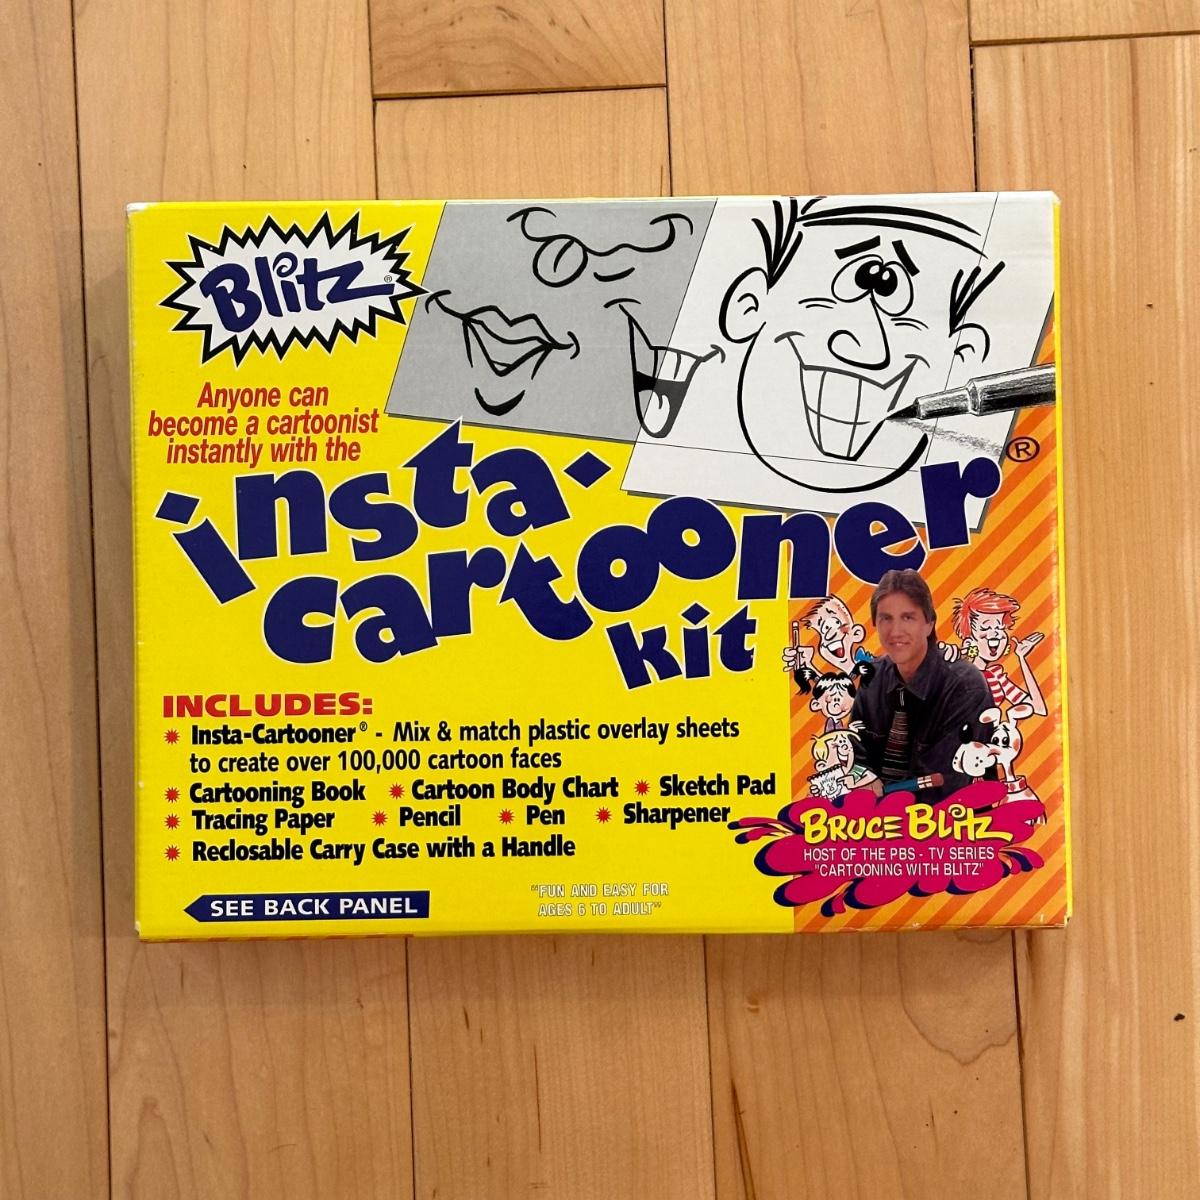 Blitz®
Anyone can
become a cartoonist
instantly with the
insta-
cartooner®
kit
INCLUDES:
Insta-Cartooner® - Mix & match plastic overlay sheets
to create over 100,000 cartoon faces
Cartooning Book Cartoon Body Chart Sketch Pad
Tracing Paper Pencil Pen Sharpener
Reclosable Carry Case with a Handle
BRUCE BLITZ
HOST OF THE PBS - TV SERIES
"CARTOONING WITH BLITZ"
SEE BACK PANEL
"FUN AND EASY FOR
AGES 6 TO ADULT"